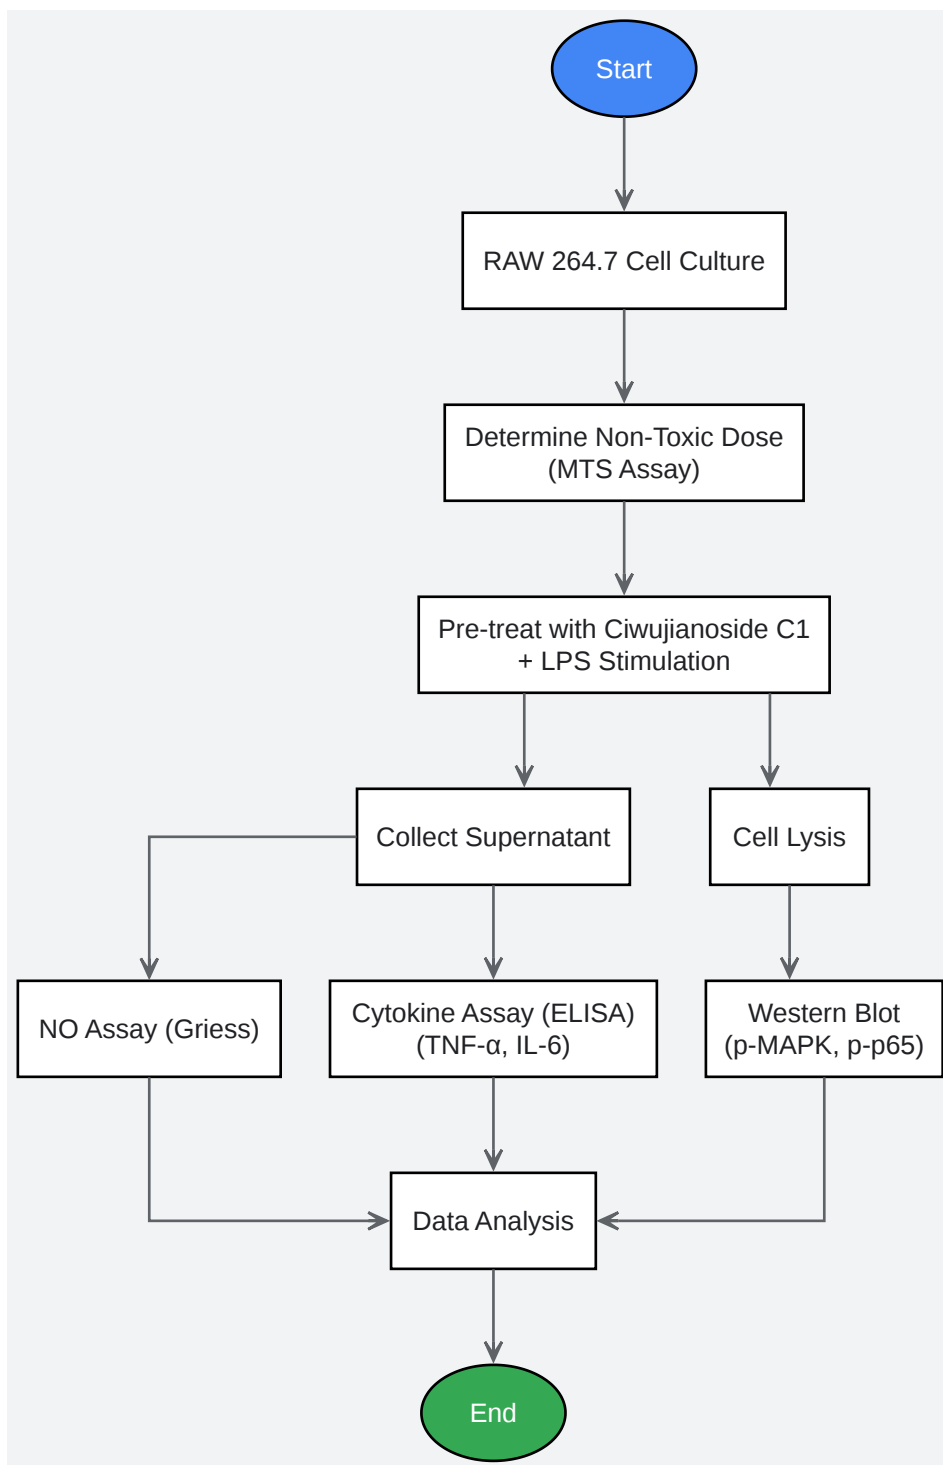 Start
RAW 264.7 Cell Culture
Determine Non-Toxic Dose
(MTS Assay)
Pre-treat with Ciwujianoside C1
+ LPS Stimulation
Collect Supernatant
Cell Lysis
NO Assay (Griess)
Cytokine Assay (ELISA)
(TNF-α, IL-6)
Western Blot
(p-MAPK, p-p65)
Data Analysis
End